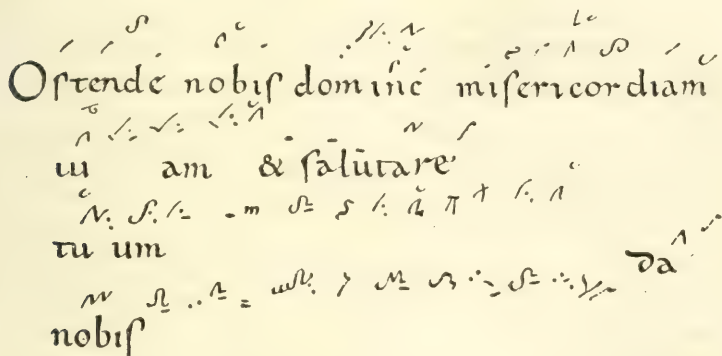 Oſtende nobiſ domine miſericordiam
tu am & ſalutare
tu um da
nobiſ